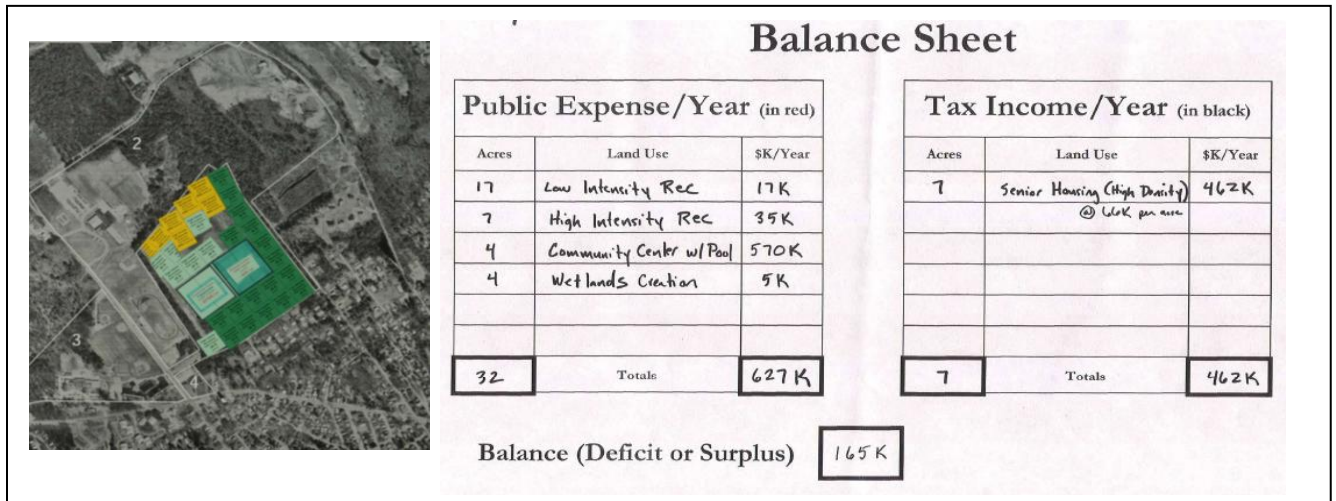 Balance Sheet
Public Expense/Year (in red)
Acres Land Use $K/Year
17 Low Intensity Rec 17K
7 High Intensity Rec 35K
4 Community Center w/ Pool 570K
4 Wetlands Creation 5K
32 Totals 627K
Tax Income/Year (in black)
Acres Land Use $K/Year
7 Senior Housing (High Density) 462K
@ 66K per acre
7 Totals 462K
Balance (Deficit or Surplus) 165K
2
3
4